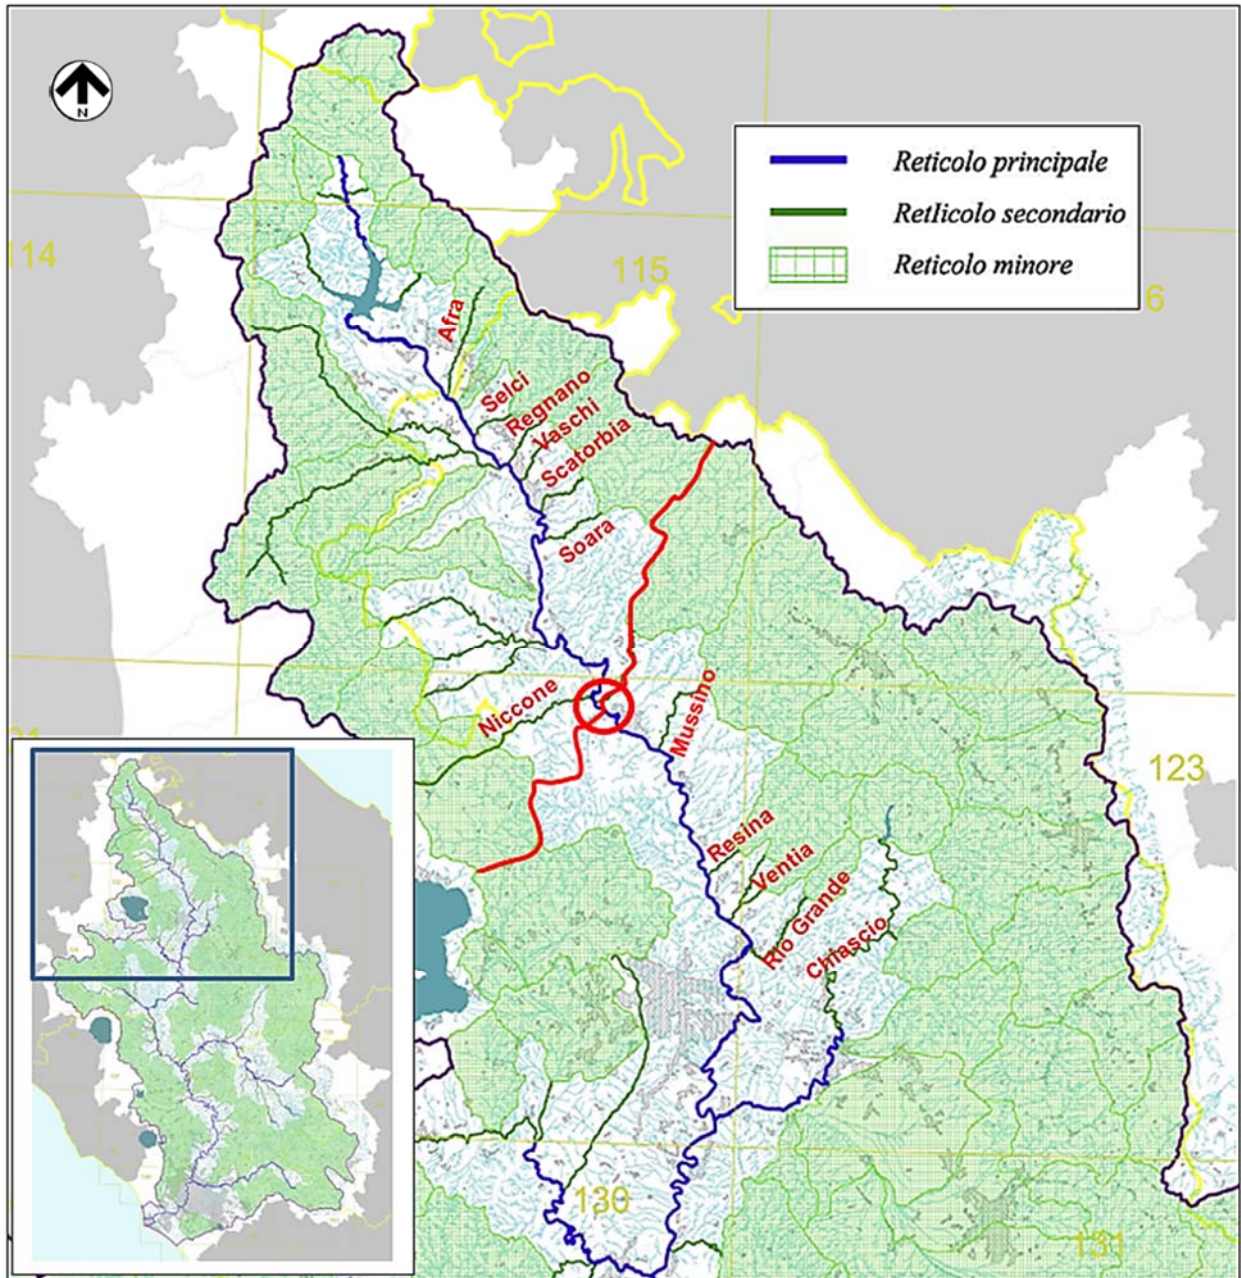 N
Reticolo principale
Retlicolo secondario
Reticolo minore
114
115
6
Afra
Selci
Regnano
Vaschi
Scatorbia
Soara
Niccone
Mussino
123
Resina
Ventia
Rio Grande
Chiascio
130
131